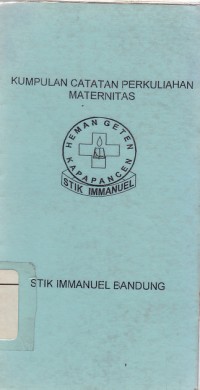 KUMPULAN CATATAN PERKULIAHAN
MATERNITAS
HEMAN GETEN
KAPAPANCEN
STIK IMMANUEL
STIK IMMANUEL BANDUNG